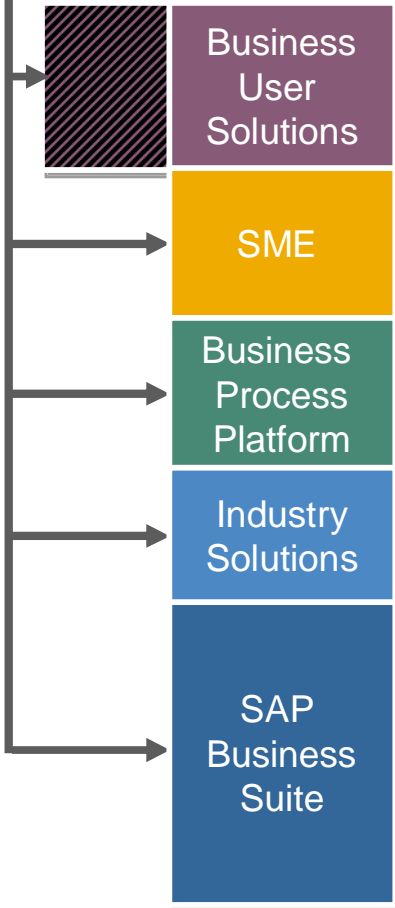 Business
User
Solutions
SME
Business
Process
Platform
Industry
Solutions
SAP
Business
Suite